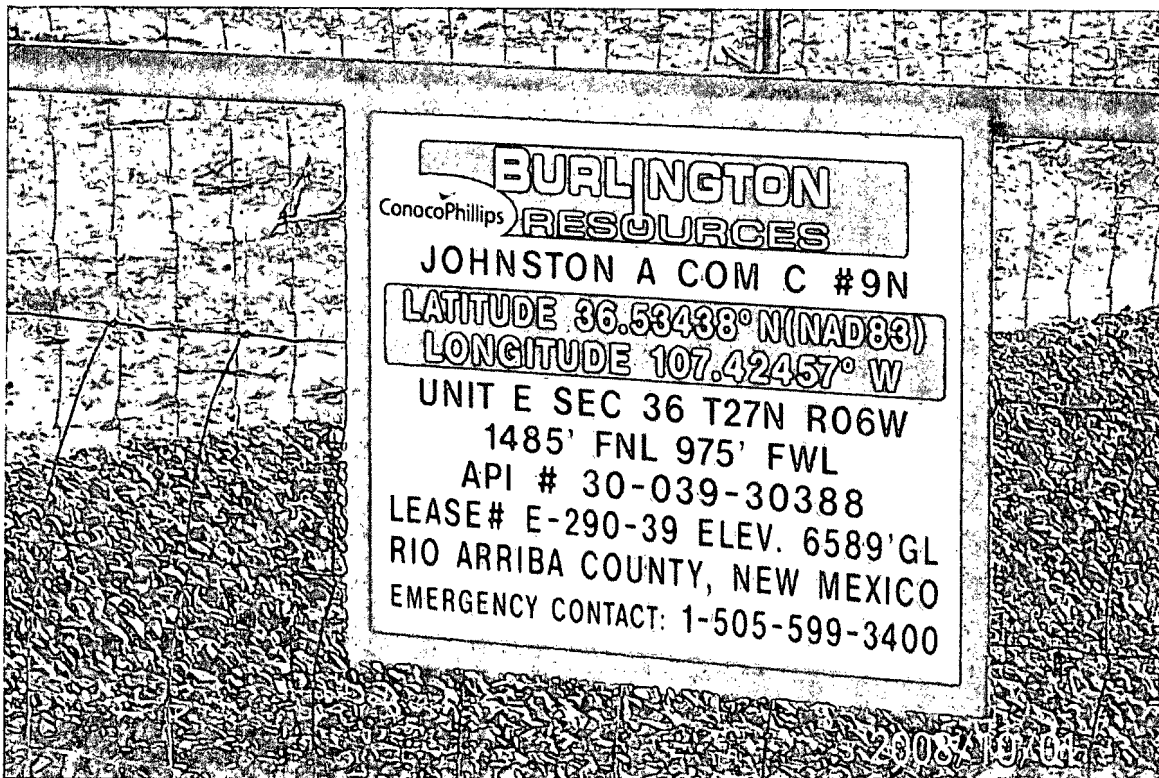 BURLINGTON
ConocoPhillips RESOURCES
JOHNSTON A COM C #9N
LATITUDE 36.53438° N(NAD83)
LONGITUDE 107.42457° W
UNIT E SEC 36 T27N R06W
1485' FNL 975' FWL
API # 30-039-30388
LEASE# E-290-39 ELEV. 6589'GL
RIO ARRIBA COUNTY, NEW MEXICO
EMERGENCY CONTACT: 1-505-599-3400
2008/10/01